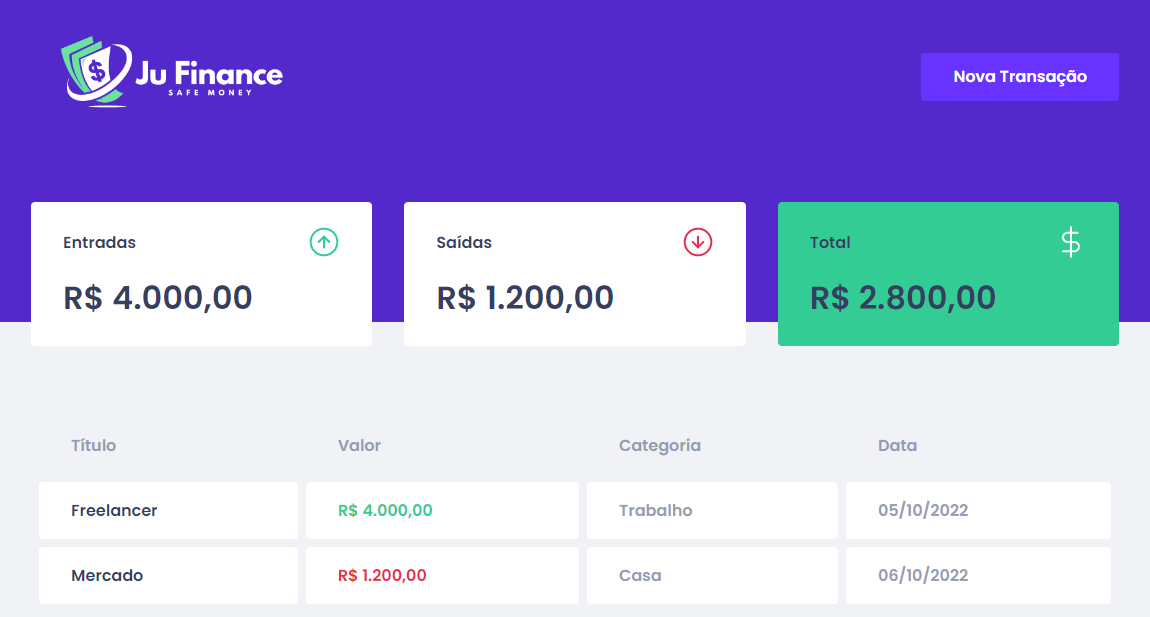 Ju Finance
SAFE MONEY
Nova Transação
Entradas
R$ 4.000,00
Saídas
R$ 1.200,00
Total
$
R$ 2.800,00
Título Valor Categoria Data
Freelancer R$ 4.000,00 Trabalho 05/10/2022
Mercado R$ 1.200,00 Casa 06/10/2022